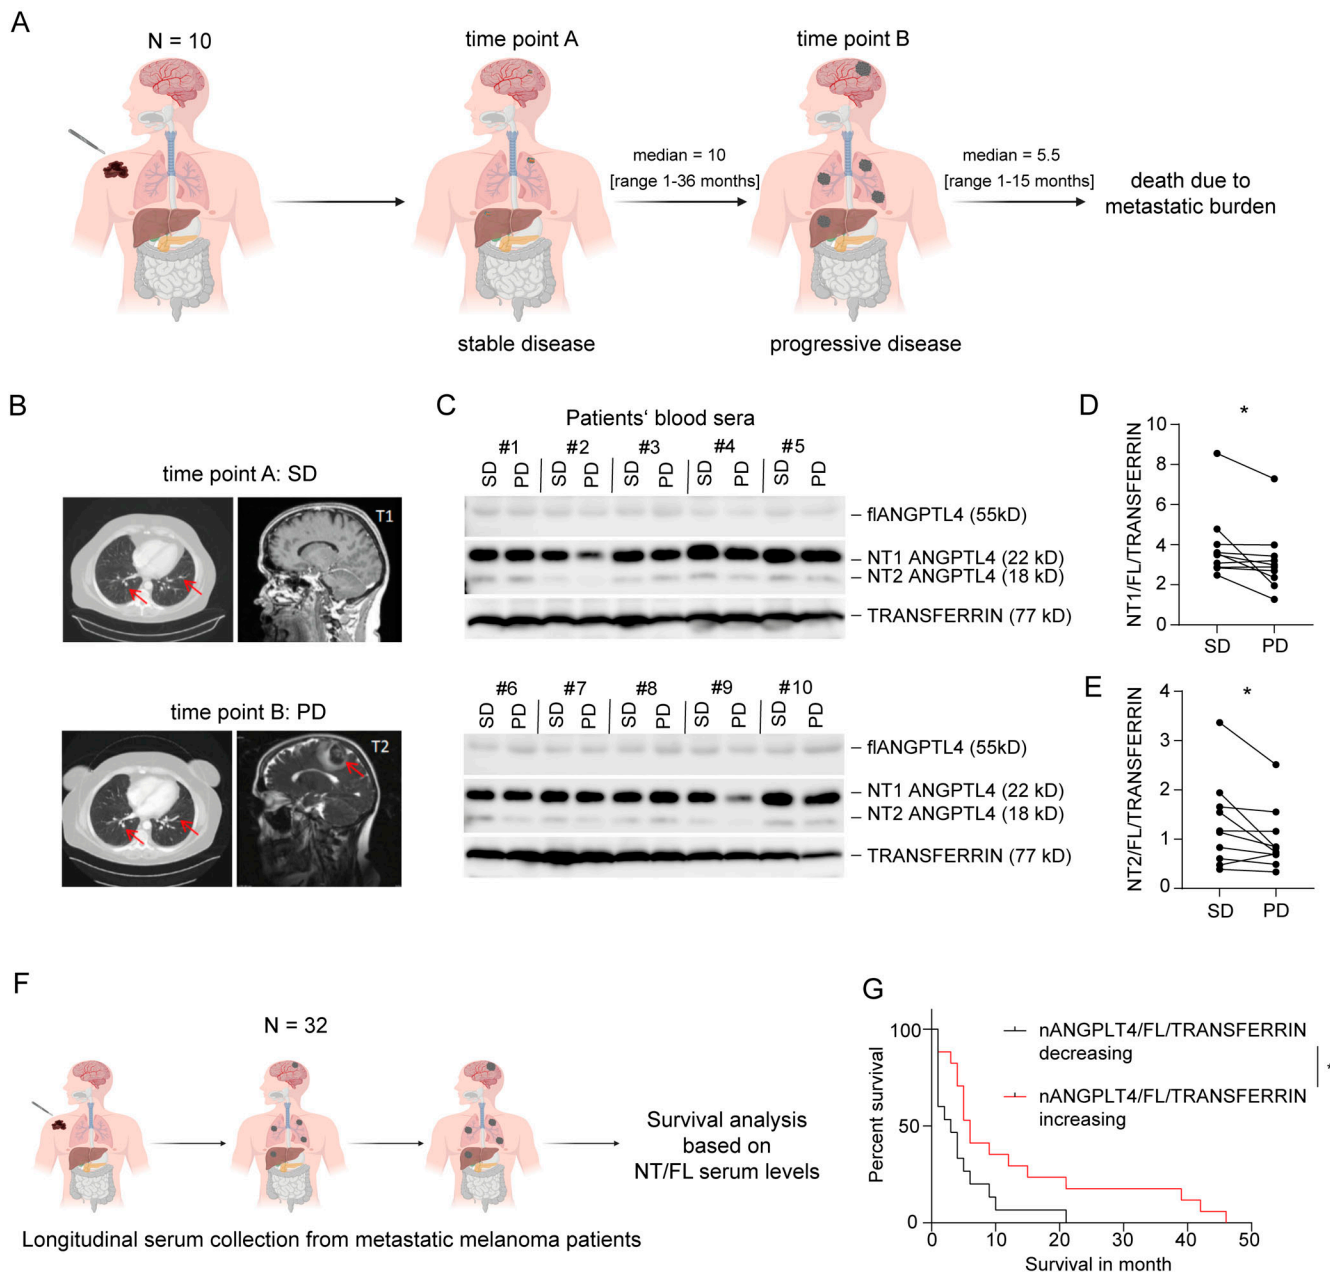 A
N = 10
time point A
time point B
median = 10
[range 1-36 months]
median = 5.5
[range 1-15 months]
death due to
metastatic burden
stable disease
progressive disease
B
time point A: SD
T1
time point B: PD
T2
C
Patients‘ blood sera
#1 #2 #3 #4 #5
SD PD SD PD SD PD SD PD SD PD
flANGPTL4 (55kD)
NT1 ANGPTL4 (22 kD)
NT2 ANGPTL4 (18 kD)
TRANSFERRIN (77 kD)
#6 #7 #8 #9 #10
SD PD SD PD SD PD SD PD SD PD
flANGPTL4 (55kD)
NT1 ANGPTL4 (22 kD)
NT2 ANGPTL4 (18 kD)
TRANSFERRIN (77 kD)
D
*
NT1/FL/TRANSFERRIN
10
8
6
4
2
0
SD PD
E
*
NT2/FL/TRANSFERRIN
4
3
2
1
0
SD PD
F
N = 32
Survival analysis
based on
NT/FL serum levels
Longitudinal serum collection from metastatic melanoma patients
G
Percent survival
100
50
0
0 10 20 30 40 50
Survival in month
nANGPLT4/FL/TRANSFERRIN
decreasing
nANGPLT4/FL/TRANSFERRIN
increasing
*